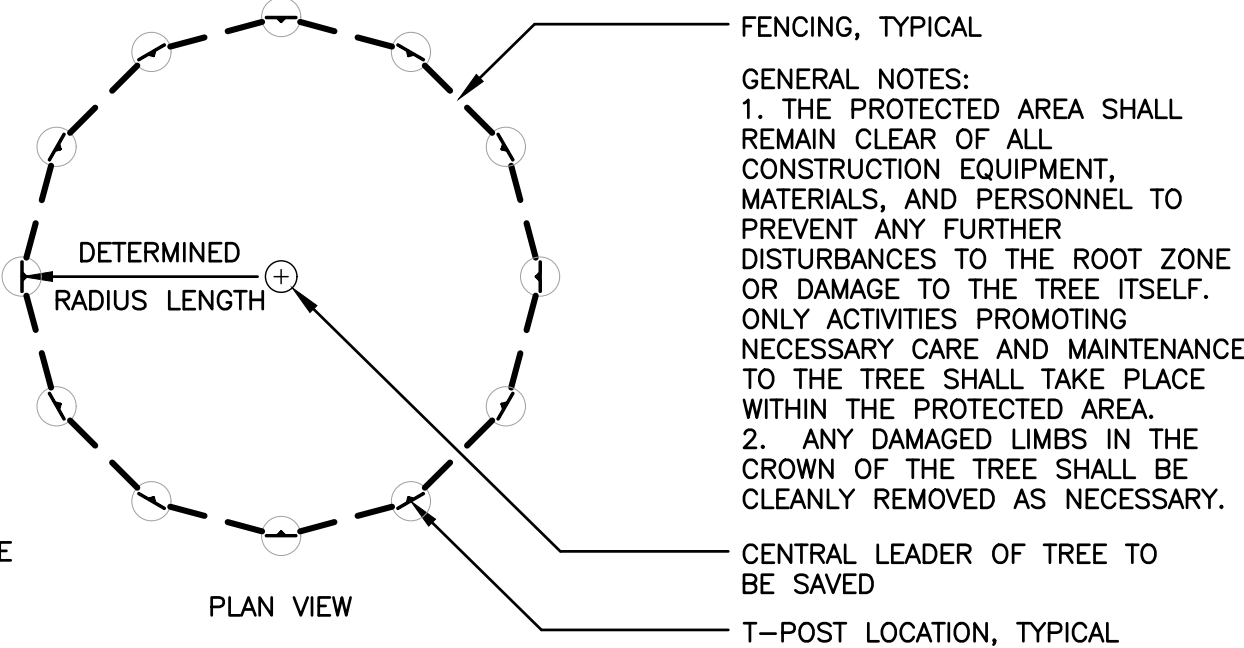 FENCING, TYPICAL
GENERAL NOTES:
1. THE PROTECTED AREA SHALL
REMAIN CLEAR OF ALL
CONSTRUCTION EQUIPMENT,
MATERIALS, AND PERSONNEL TO
PREVENT ANY FURTHER
DISTURBANCES TO THE ROOT ZONE
OR DAMAGE TO THE TREE ITSELF.
ONLY ACTIVITIES PROMOTING
NECESSARY CARE AND MAINTENANCE
TO THE TREE SHALL TAKE PLACE
WITHIN THE PROTECTED AREA.
2. ANY DAMAGED LIMBS IN THE
CROWN OF THE TREE SHALL BE
CLEANLY REMOVED AS NECESSARY.
CENTRAL LEADER OF TREE TO
BE SAVED
T-POST LOCATION, TYPICAL
DETERMINED
RADIUS LENGTH
PLAN VIEW